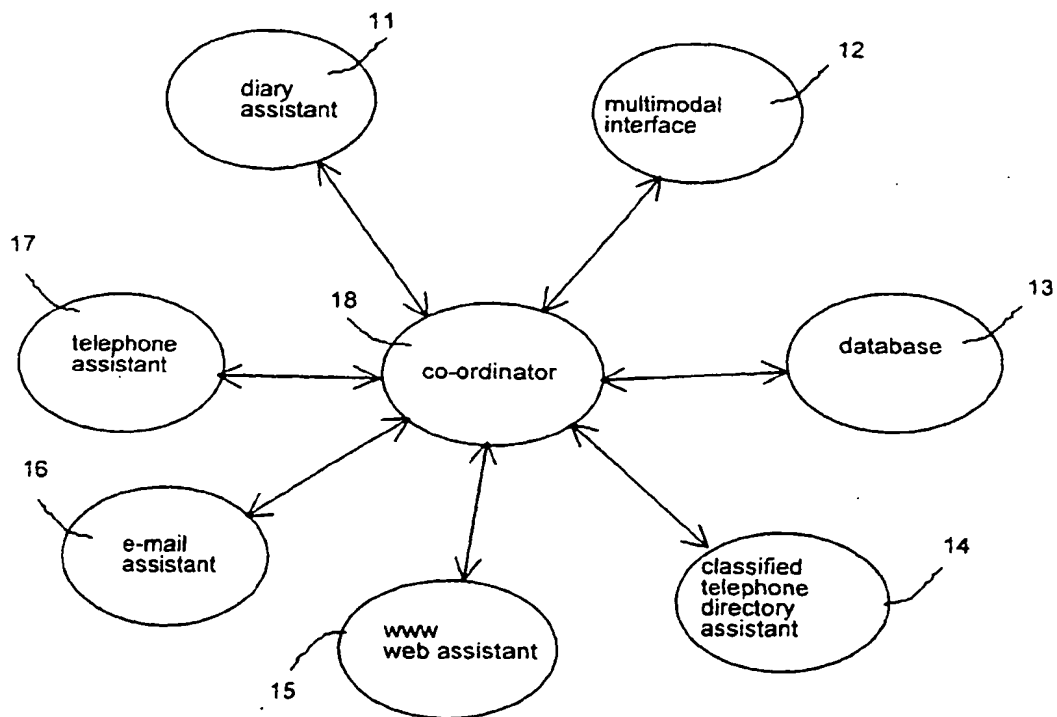 11
diary
assistant
12
multimodal
interface
17
telephone
assistant
18
co-ordinator
13
database
16
e-mail
assistant
15
www
web assistant
14
classified
telephone
directory
assistant